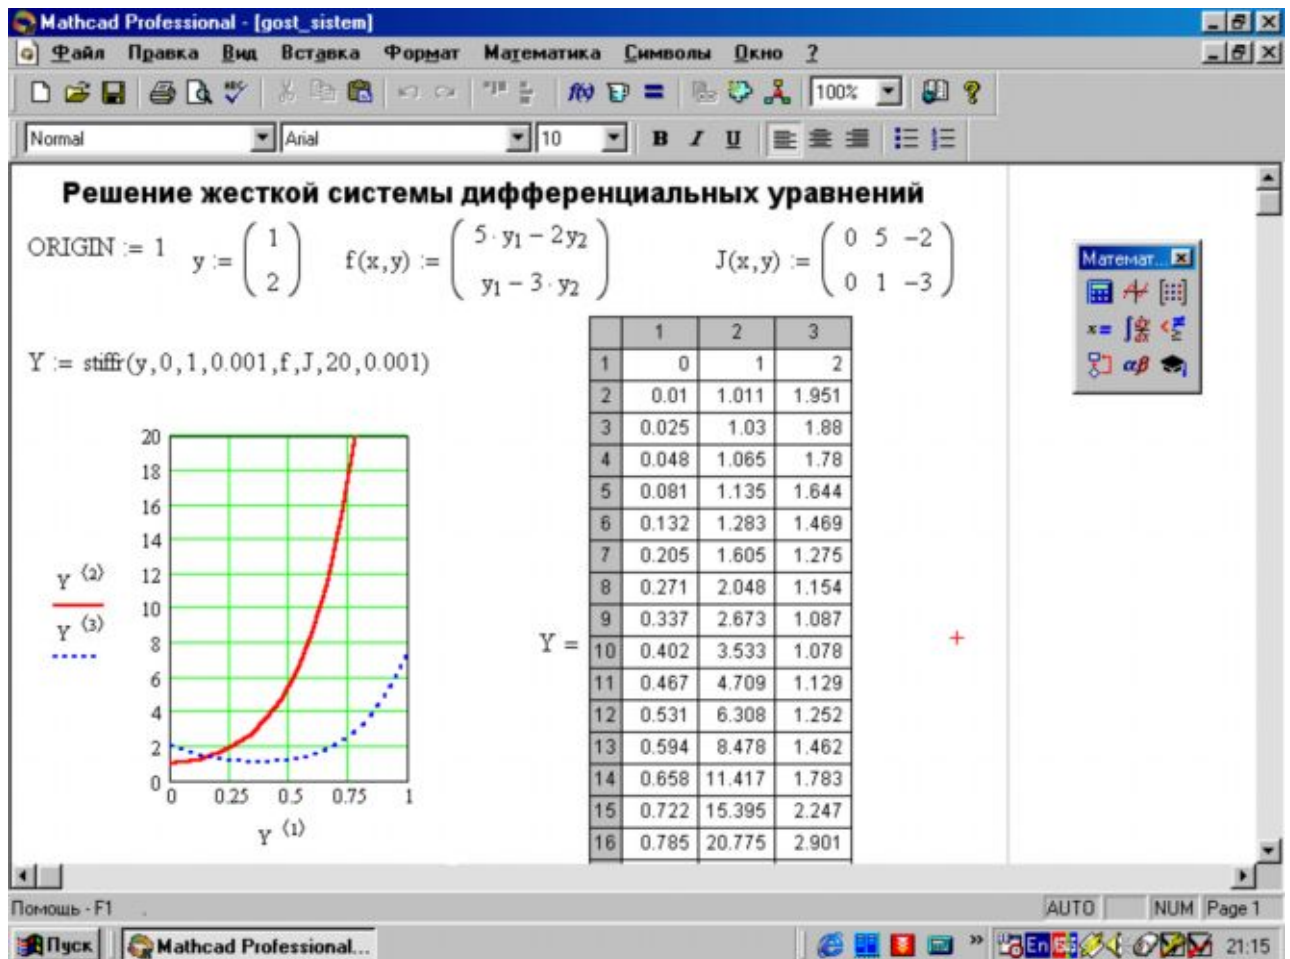 Mathcad Professional - [gost_sistem]
Файл Правка Вид Вставка Формат Математика Символы Окно ?
100%
Normal Arial 10 B I U
Решение жесткой системы дифференциальных уравнений
ORIGIN := 1 y := ( 1 2 ) f(x,y) := ( 5·y₁ − 2y₂ y₁ − 3·y₂ ) J(x,y) := ( 0 5 −2 0 1 −3 )
Математ...
Y := stiffr(y,0,1,0.001,f,J,20,0.001)
1 2 3
1 0 1 2
2 0.01 1.011 1.951
3 0.025 1.03 1.88
4 0.048 1.065 1.78
5 0.081 1.135 1.644
6 0.132 1.283 1.469
7 0.205 1.605 1.275
8 0.271 2.048 1.154
9 0.337 2.673 1.087
Y =
10 0.402 3.533 1.078
11 0.467 4.709 1.129
12 0.531 6.308 1.252
13 0.594 8.478 1.462
14 0.658 11.417 1.783
15 0.722 15.395 2.247
16 0.785 20.775 2.901
20
18
16
14
12
10
8
6
4
2
0
Y ⟨2⟩
Y ⟨3⟩
0 0.25 0.5 0.75 1
Y ⟨1⟩
Помощь - F1 AUTO NUM Page 1
Пуск Mathcad Professional... En 21:15